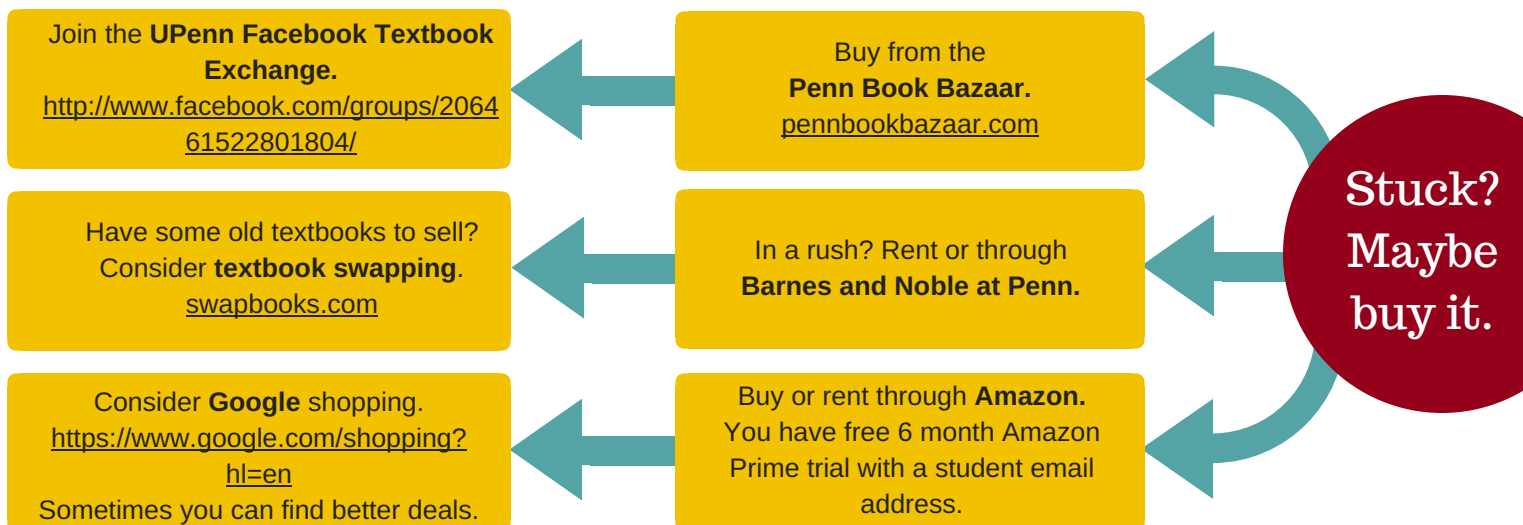 Join the UPenn Facebook Textbook
Exchange.
http://www.facebook.com/groups/2064
61522801804/
Buy from the
Penn Book Bazaar.
pennbookbazaar.com
Stuck?
Maybe
buy it.
Have some old textbooks to sell?
Consider textbook swapping.
swapbooks.com
In a rush? Rent or through
Barnes and Noble at Penn.
Consider Google shopping.
https://www.google.com/shopping?
hl=en
Sometimes you can find better deals.
Buy or rent through Amazon.
You have free 6 month Amazon
Prime trial with a student email
address.